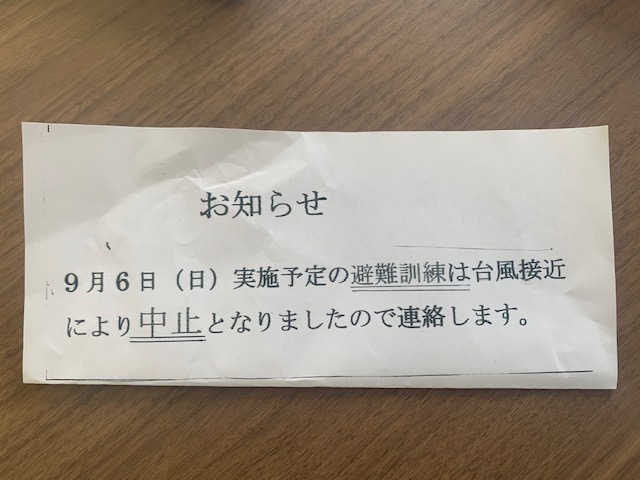 お知らせ
9月6日（日）実施予定の避難訓練は台風接近
により中止となりましたので連絡します。